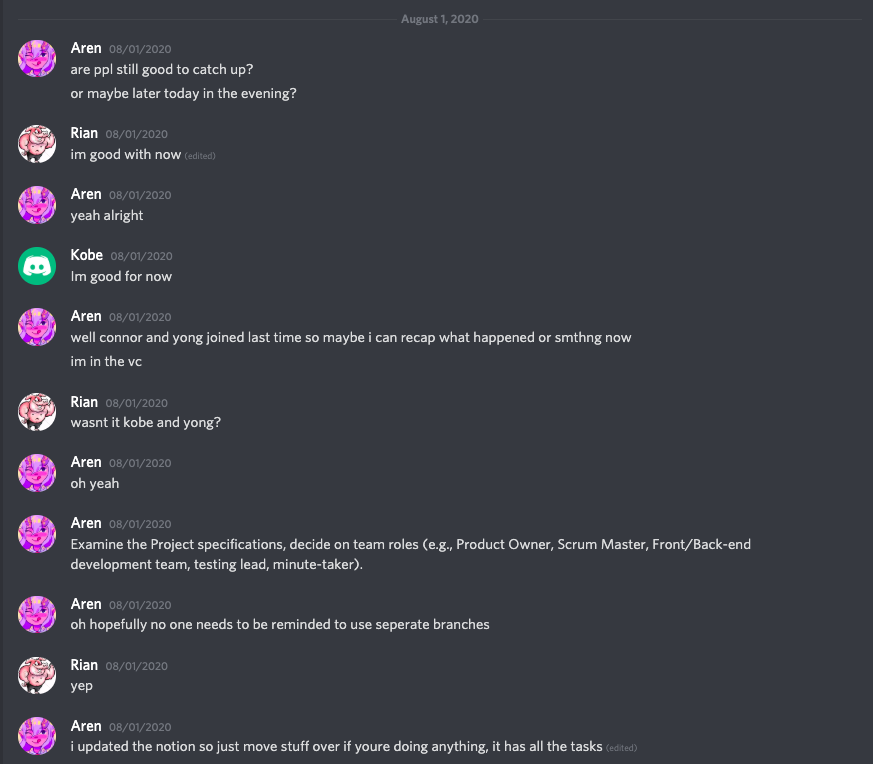 August 1, 2020
Aren 08/01/2020
are ppl still good to catch up?
or maybe later today in the evening?
Rian 08/01/2020
im good with now (edited)
Aren 08/01/2020
yeah alright
Kobe 08/01/2020
Im good for now
Aren 08/01/2020
well connor and yong joined last time so maybe i can recap what happened or smthng now
im in the vc
Rian 08/01/2020
wasnt it kobe and yong?
Aren 08/01/2020
oh yeah
Aren 08/01/2020
Examine the Project specifications, decide on team roles (e.g., Product Owner, Scrum Master, Front/Back-end
development team, testing lead, minute-taker).
Aren 08/01/2020
oh hopefully no one needs to be reminded to use seperate branches
Rian 08/01/2020
yep
Aren 08/01/2020
i updated the notion so just move stuff over if youre doing anything, it has all the tasks (edited)